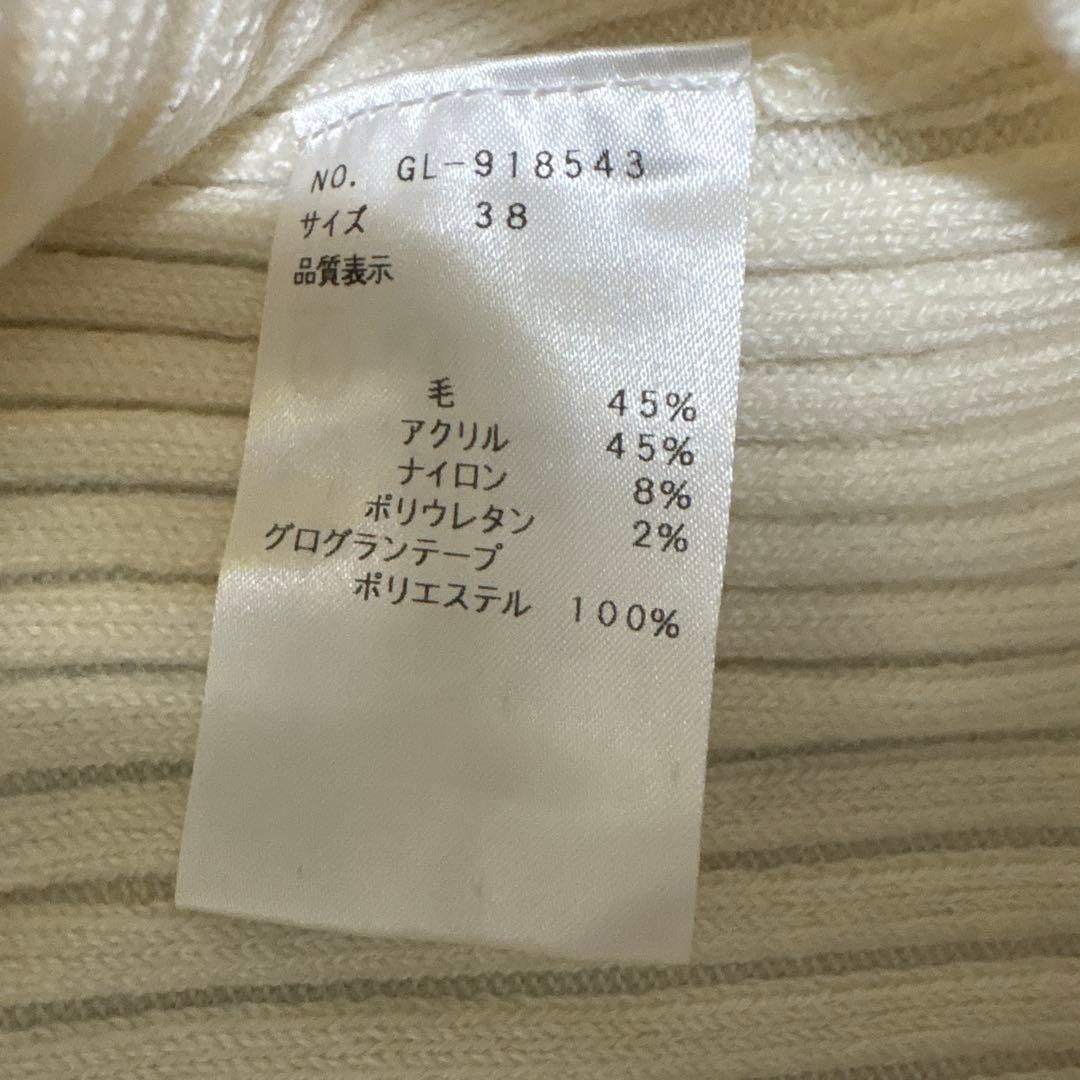 NO. GL-918543
サイズ 38
品質表示
毛 45%
アクリル 45%
ナイロン 8%
ポリウレタン 2%
グログランテープ
ポリエステル 100%